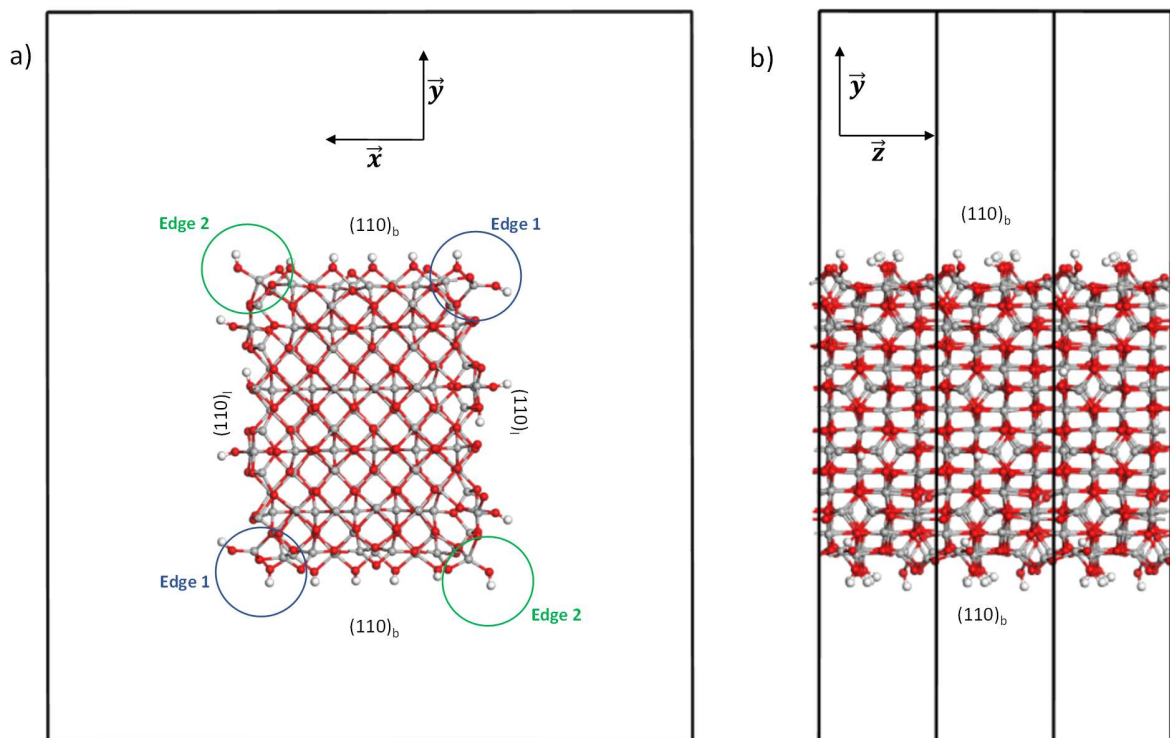 a)
y
x
Edge 2
(110)b
Edge 1
(110)l
(110)l
Edge 1
(110)b
Edge 2
b)
y
z
(110)b
(110)b